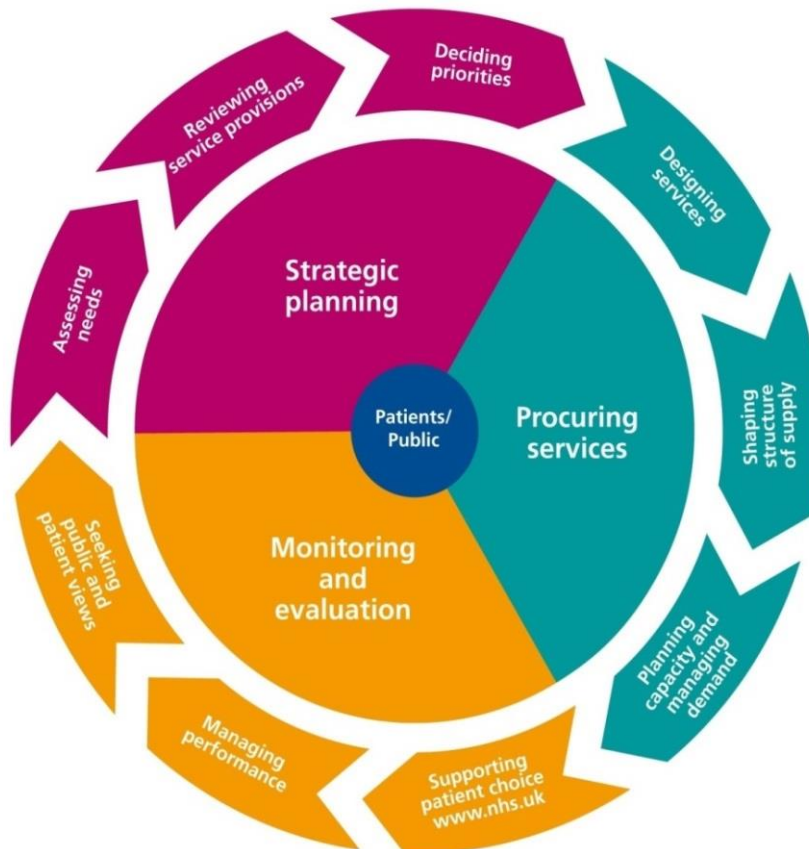 Deciding
priorities
Designing
services
Shaping
structure
of supply
Planning
capacity and
managing
demand
Supporting
patient choice
www.nhs.uk
Managing
performance
Seeking
public and
patient views
Assessing
needs
Reviewing
service provisions
Strategic
planning
Procuring
services
Monitoring
and
evaluation
Patients/
Public